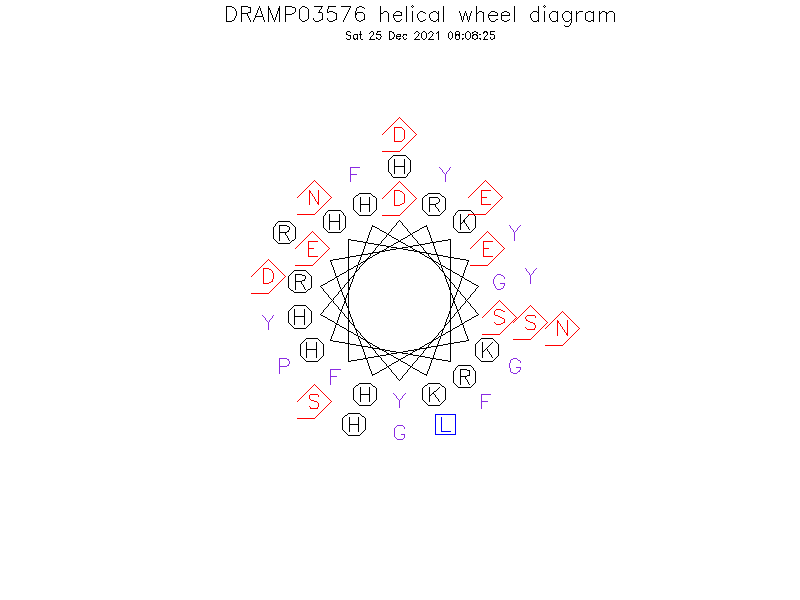 DRAMP03576 helical wheel diagram
Sat 25 Dec 2021 08:08:25
D
H
F Y
N D E
H R
H K
R Y
E E
D R G Y
Y H S S N
H K
P F R G
S H Y K F
H G L